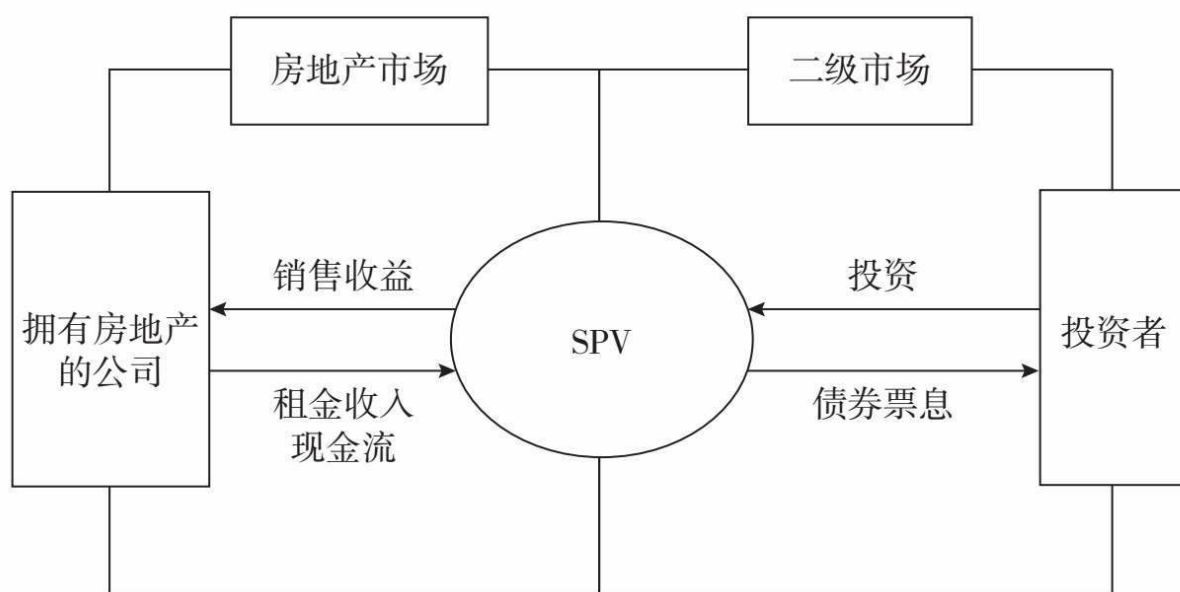 房地产市场
二级市场
拥有房地产
的公司
销售收益
租金收入
现金流
SPV
投资
债券票息
投资者